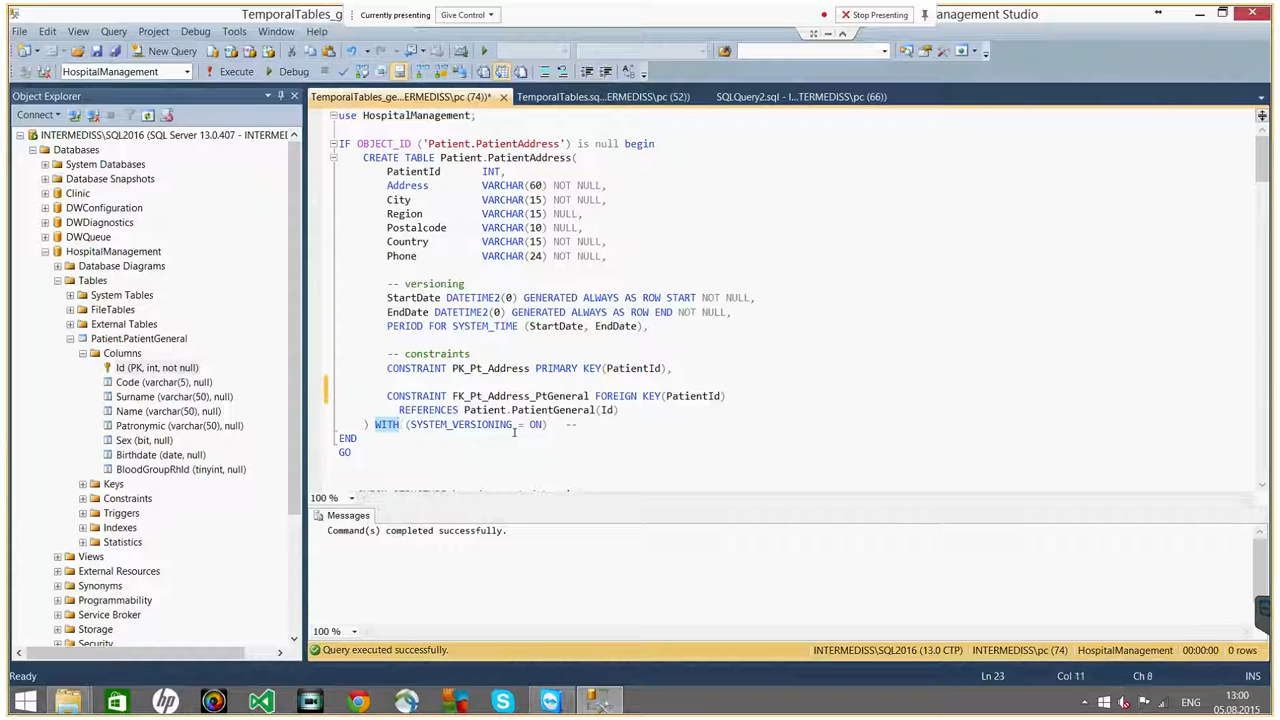 TemporalTables_g
Currently presenting
Give Control
Stop Presenting
anagement Studio
File Edit View Query Project Debug Tools Window Help
New Query
HospitalManagement
Execute
Debug
Object Explorer
Connect
INTERMEDISS\SQL2016 (SQL Server 13.0.407 - INTERMEI
Databases
System Databases
Database Snapshots
Clinic
DWConfiguration
DWDiagnostics
DWQueue
HospitalManagement
Database Diagrams
Tables
System Tables
FileTables
External Tables
Patient.PatientGeneral
Columns
Id (PK, int, not null)
Code (varchar(5), null)
Surname (varchar(50), null)
Name (varchar(50), null)
Patronymic (varchar(50), null)
Sex (bit, null)
Birthdate (date, null)
BloodGroupRhId (tinyint, null)
Keys
Constraints
Triggers
Indexes
Statistics
Views
External Resources
Synonyms
Programmability
Service Broker
Storage
Security
TemporalTables_ge...ERMEDISS\pc (74))*
TemporalTables.sq...ERMEDISS\pc (52))
SQLQuery2.sql - I...TERMEDISS\pc (66))
use HospitalManagement;
IF OBJECT_ID ('Patient.PatientAddress') is null begin
CREATE TABLE Patient.PatientAddress(
PatientId INT,
Address VARCHAR(60) NOT NULL,
City VARCHAR(15) NOT NULL,
Region VARCHAR(15) NULL,
Postalcode VARCHAR(10) NULL,
Country VARCHAR(15) NOT NULL,
Phone VARCHAR(24) NOT NULL,
-- versioning
StartDate DATETIME2(0) GENERATED ALWAYS AS ROW START NOT NULL,
EndDate DATETIME2(0) GENERATED ALWAYS AS ROW END NOT NULL,
PERIOD FOR SYSTEM_TIME (StartDate, EndDate),
-- constraints
CONSTRAINT PK_Pt_Address PRIMARY KEY(PatientId),
CONSTRAINT FK_Pt_Address_PtGeneral FOREIGN KEY(PatientId)
REFERENCES Patient.PatientGeneral(Id)
) WITH (SYSTEM_VERSIONING = ON) --
END
GO
100 %
Messages
Command(s) completed successfully.
100 %
Query executed successfully.
INTERMEDISS\SQL2016 (13.0 CTP)
INTERMEDISS\pc (74)
HospitalManagement
00:00:00
0 rows
Ready
Ln 23
Col 11
Ch 8
INS
ENG
13:00
05.08.2015